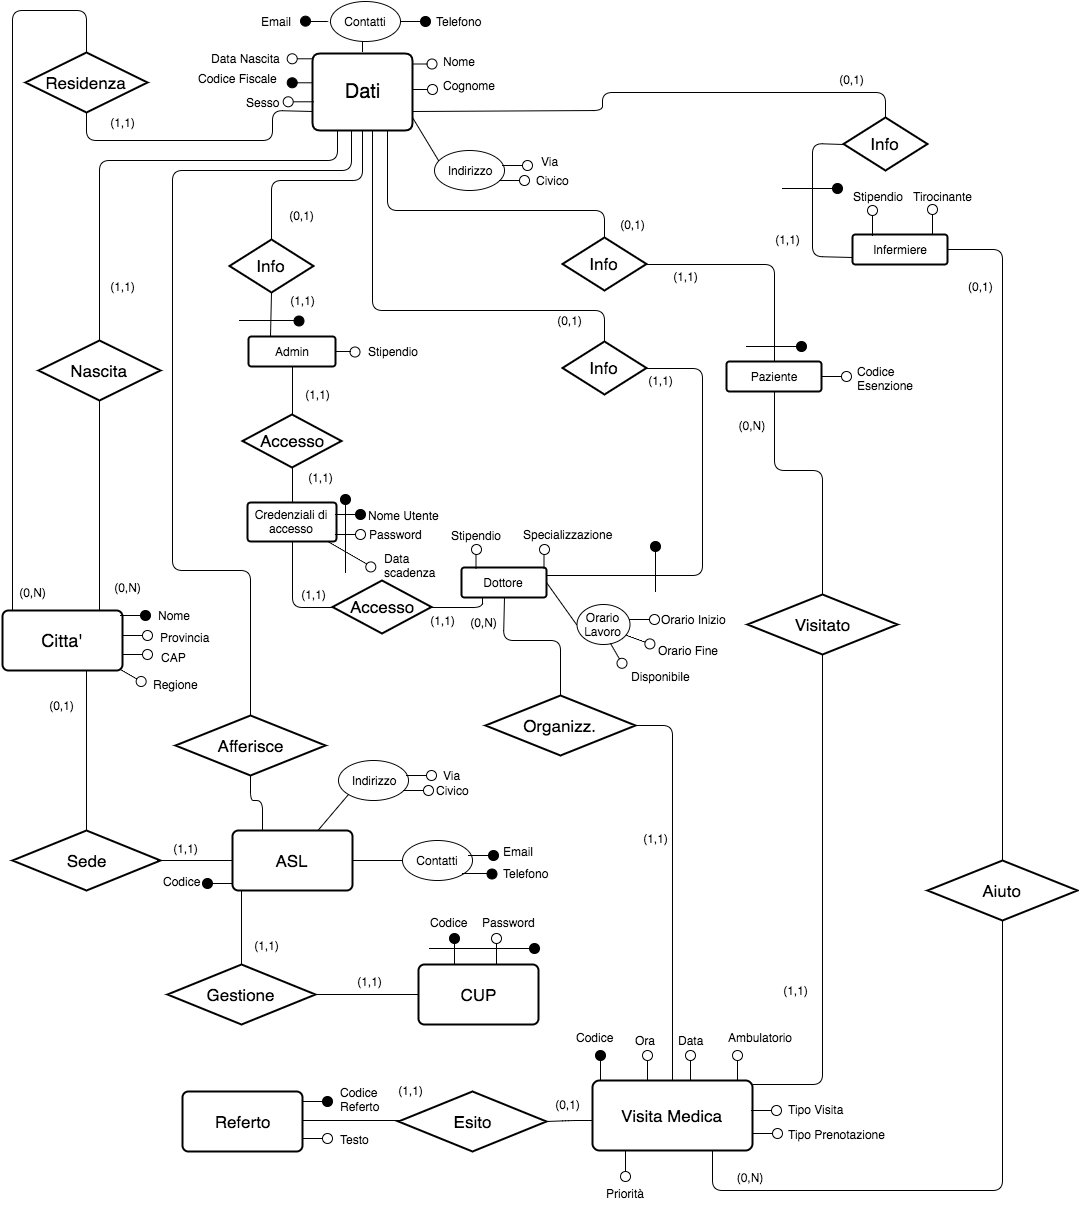 Email
Contatti
Telefono
Data Nascita
Nome
Codice Fiscale
Dati
Cognome
Sesso
Residenza
(1,1)
(0,1)
Info
Indirizzo
Via
Civico
Stipendio
Tirocinante
(1,1)
Infermiere
(0,1)
(0,1)
(0,1)
Info
Info
(1,1)
(1,1)
(1,1)
(0,1)
Admin
Stipendio
Nascita
Info
(1,1)
Paziente
Codice
Esenzione
(1,1)
(0,N)
Accesso
(1,1)
Credenziali di
accesso
Nome Utente
Password
Data
scadenza
Stipendio
Specializzazione
Dottore
(1,1)
Accesso
(1,1)
(0,N)
Orario
Lavoro
Orario Inizio
Orario Fine
Disponibile
Visitato
(0,N)
(0,N)
Citta'
Nome
Provincia
CAP
Regione
(0,1)
Organizz.
Afferisce
Indirizzo
Via
Civico
(1,1)
Sede
(1,1)
ASL
Codice
Contatti
Email
Telefono
Aiuto
(1,1)
Codice
Password
Gestione
(1,1)
CUP
(1,1)
Codice
Ora
Data
Ambulatorio
Referto
Codice
Referto
Testo
(1,1)
Esito
(0,1)
Visita Medica
Tipo Visita
Tipo Prenotazione
Priorità
(0,N)